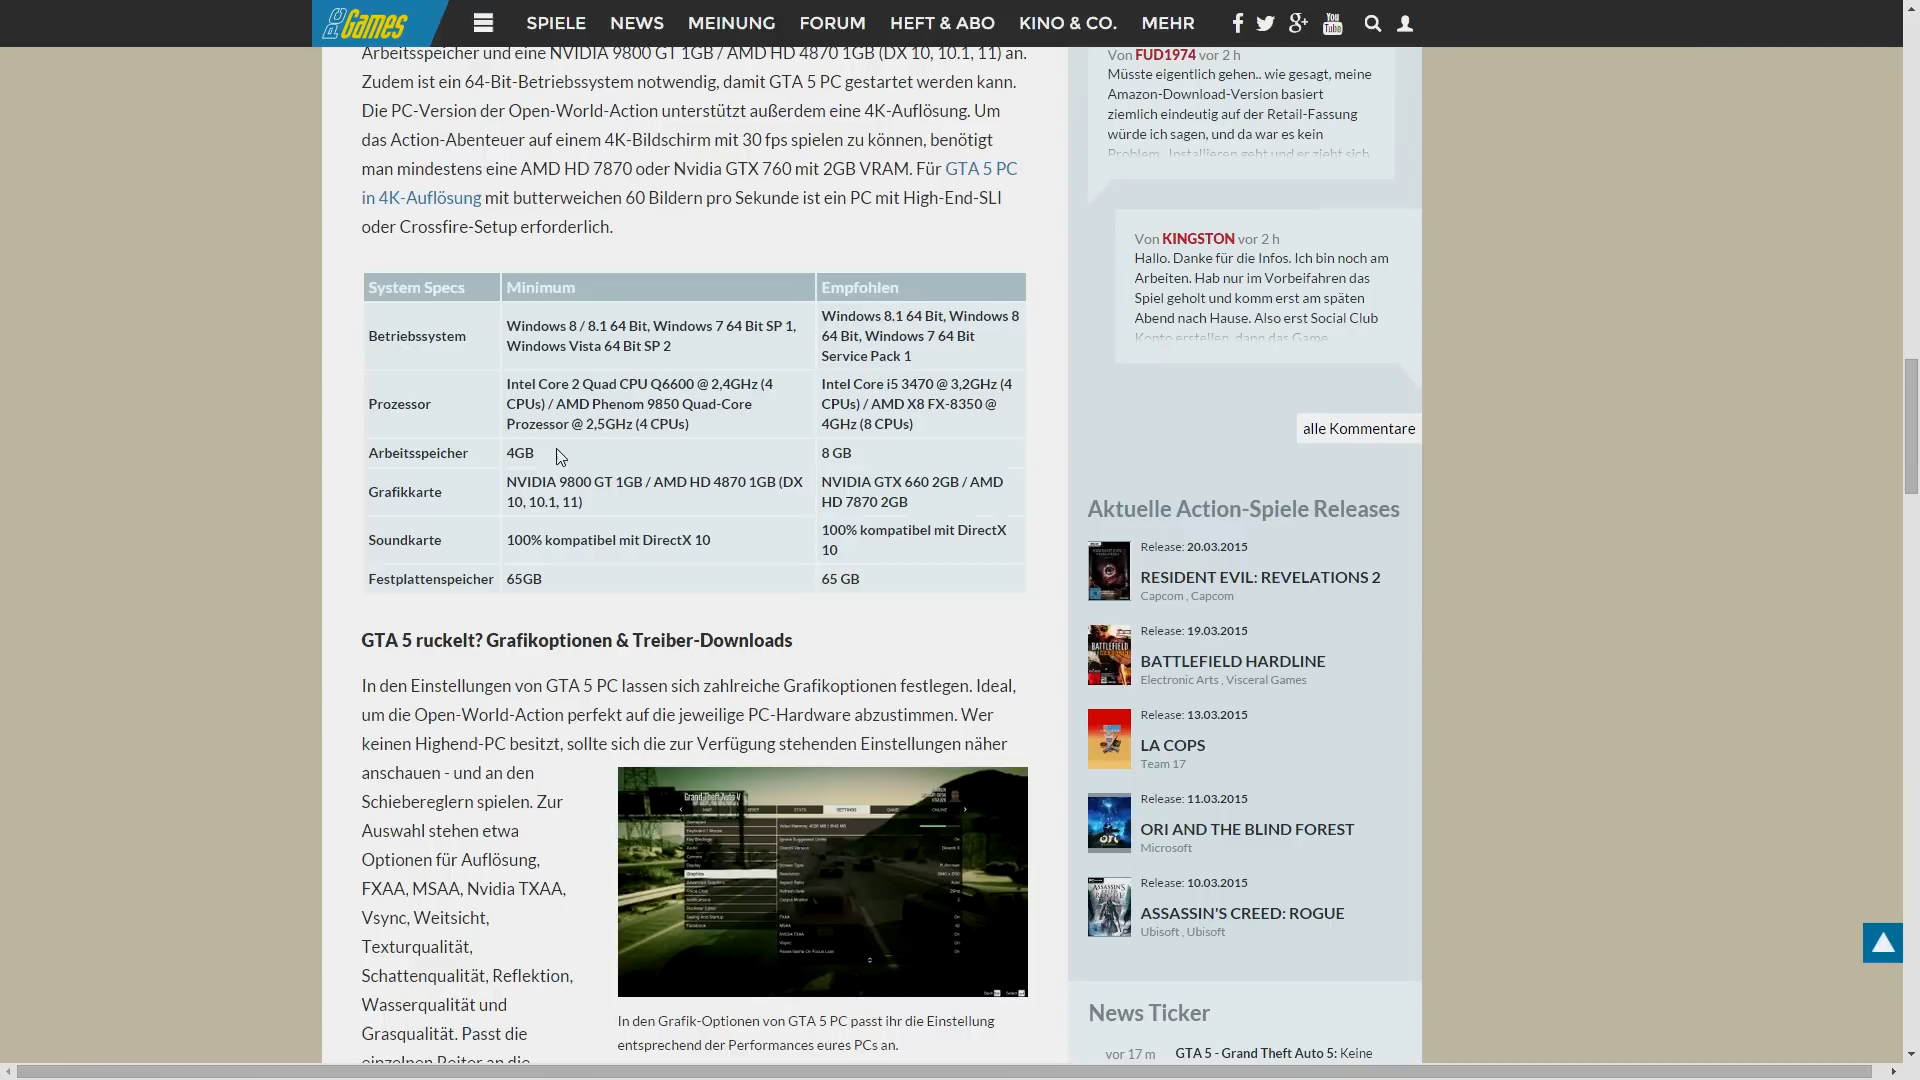 PC Games
SPIELE NEWS MEINUNG FORUM HEFT & ABO KINO & CO. MEHR
Arbeitsspeicher und eine NVIDIA 9800 GT 1GB / AMD HD 4870 1GB (DX 10, 10.1, 11) an.
Zudem ist ein 64-Bit-Betriebssystem notwendig, damit GTA 5 PC gestartet werden kann.
Die PC-Version der Open-World-Action unterstützt außerdem eine 4K-Auflösung. Um
das Action-Abenteuer auf einem 4K-Bildschirm mit 30 fps spielen zu können, benötigt
man mindestens eine AMD HD 7870 oder Nvidia GTX 760 mit 2GB VRAM. Für GTA 5 PC
in 4K-Auflösung mit butterweichen 60 Bildern pro Sekunde ist ein PC mit High-End-SLI
oder Crossfire-Setup erforderlich.
System Specs Minimum Empfohlen
Betriebssystem
Windows 8 / 8.1 64 Bit, Windows 7 64 Bit SP 1,
Windows Vista 64 Bit SP 2
Windows 8.1 64 Bit, Windows 8
64 Bit, Windows 7 64 Bit
Service Pack 1
Prozessor
Intel Core 2 Quad CPU Q6600 @ 2,4GHz (4
CPUs) / AMD Phenom 9850 Quad-Core
Prozessor @ 2,5GHz (4 CPUs)
Intel Core i5 3470 @ 3,2GHz (4
CPUs) / AMD X8 FX-8350 @
4GHz (8 CPUs)
Arbeitsspeicher 4GB 8 GB
Grafikkarte
NVIDIA 9800 GT 1GB / AMD HD 4870 1GB (DX
10, 10.1, 11)
NVIDIA GTX 660 2GB / AMD
HD 7870 2GB
Soundkarte
100% kompatibel mit DirectX 10
100% kompatibel mit DirectX
10
Festplattenspeicher 65GB 65 GB
GTA 5 ruckelt? Grafikoptionen & Treiber-Downloads
In den Einstellungen von GTA 5 PC lassen sich zahlreiche Grafikoptionen festlegen. Ideal,
um die Open-World-Action perfekt auf die jeweilige PC-Hardware abzustimmen. Wer
keinen Highend-PC besitzt, sollte sich die zur Verfügung stehenden Einstellungen näher
anschauen - und an den
Schiebereglern spielen. Zur
Auswahl stehen etwa
Optionen für Auflösung,
FXAA, MSAA, Nvidia TXAA,
Vsync, Weitsicht,
Texturqualität,
Schattenqualität, Reflektion,
Wasserqualität und
Grasqualität. Passt die
einzelnen Reiter an die
Grand Theft Auto V
SETTINGS
In den Grafik-Optionen von GTA 5 PC passt ihr die Einstellung
entsprechend der Performances eures PCs an.
Von FUD1974 vor 2 h
Müsste eigentlich gehen.. wie gesagt, meine
Amazon-Download-Version basiert
ziemlich eindeutig auf der Retail-Fassung
würde ich sagen, und da war es kein
Problem.. Installieren geht und er zieht sich
Von KINGSTON vor 2 h
Hallo. Danke für die Infos. Ich bin noch am
Arbeiten. Hab nur im Vorbeifahren das
Spiel geholt und komm erst am späten
Abend nach Hause. Also erst Social Club
Konto erstellen, dann das Game
alle Kommentare
Aktuelle Action-Spiele Releases
Release: 20.03.2015
RESIDENT EVIL: REVELATIONS 2
Capcom , Capcom
Release: 19.03.2015
BATTLEFIELD HARDLINE
Electronic Arts , Visceral Games
Release: 13.03.2015
LA COPS
Team 17
Release: 11.03.2015
ORI AND THE BLIND FOREST
Microsoft
Release: 10.03.2015
ASSASSIN'S CREED: ROGUE
Ubisoft , Ubisoft
News Ticker
vor 17 m GTA 5 - Grand Theft Auto 5: Keine